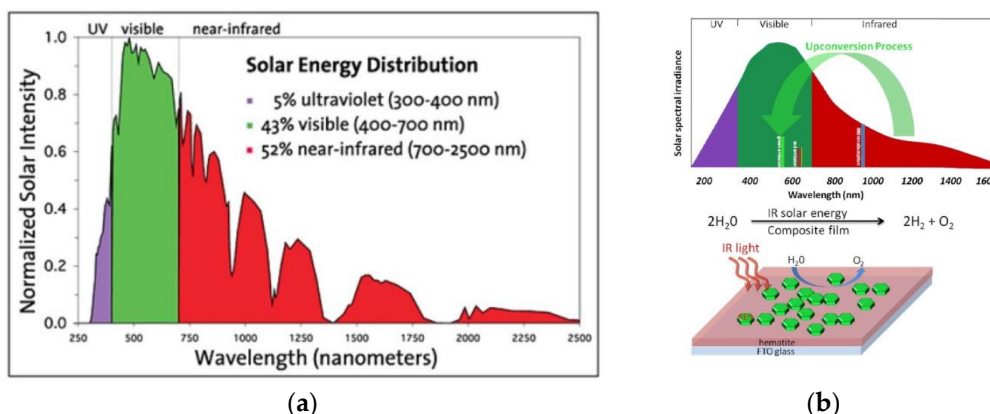 UV visible near-infrared
Normalized Solar Intensity
1.0
0.8
0.6
0.4
0.2
0.0
Solar Energy Distribution
5% ultraviolet (300-400 nm)
43% visible (400-700 nm)
52% near-infrared (700-2500 nm)
250 500 750 1000 1250 1500 1750 2000 2250 2500
Wavelength (nanometers)
(a)
UV Visible Infrared
Upconversion Process
Solar spectral irradiance
200 400 600 800 1000 1200 1400 1600
Wavelength (nm)
2H₂0 IR solar energy 2H₂ + O₂
Composite film
IR light
H₂0 O₂
hematite
FTO glass
(b)